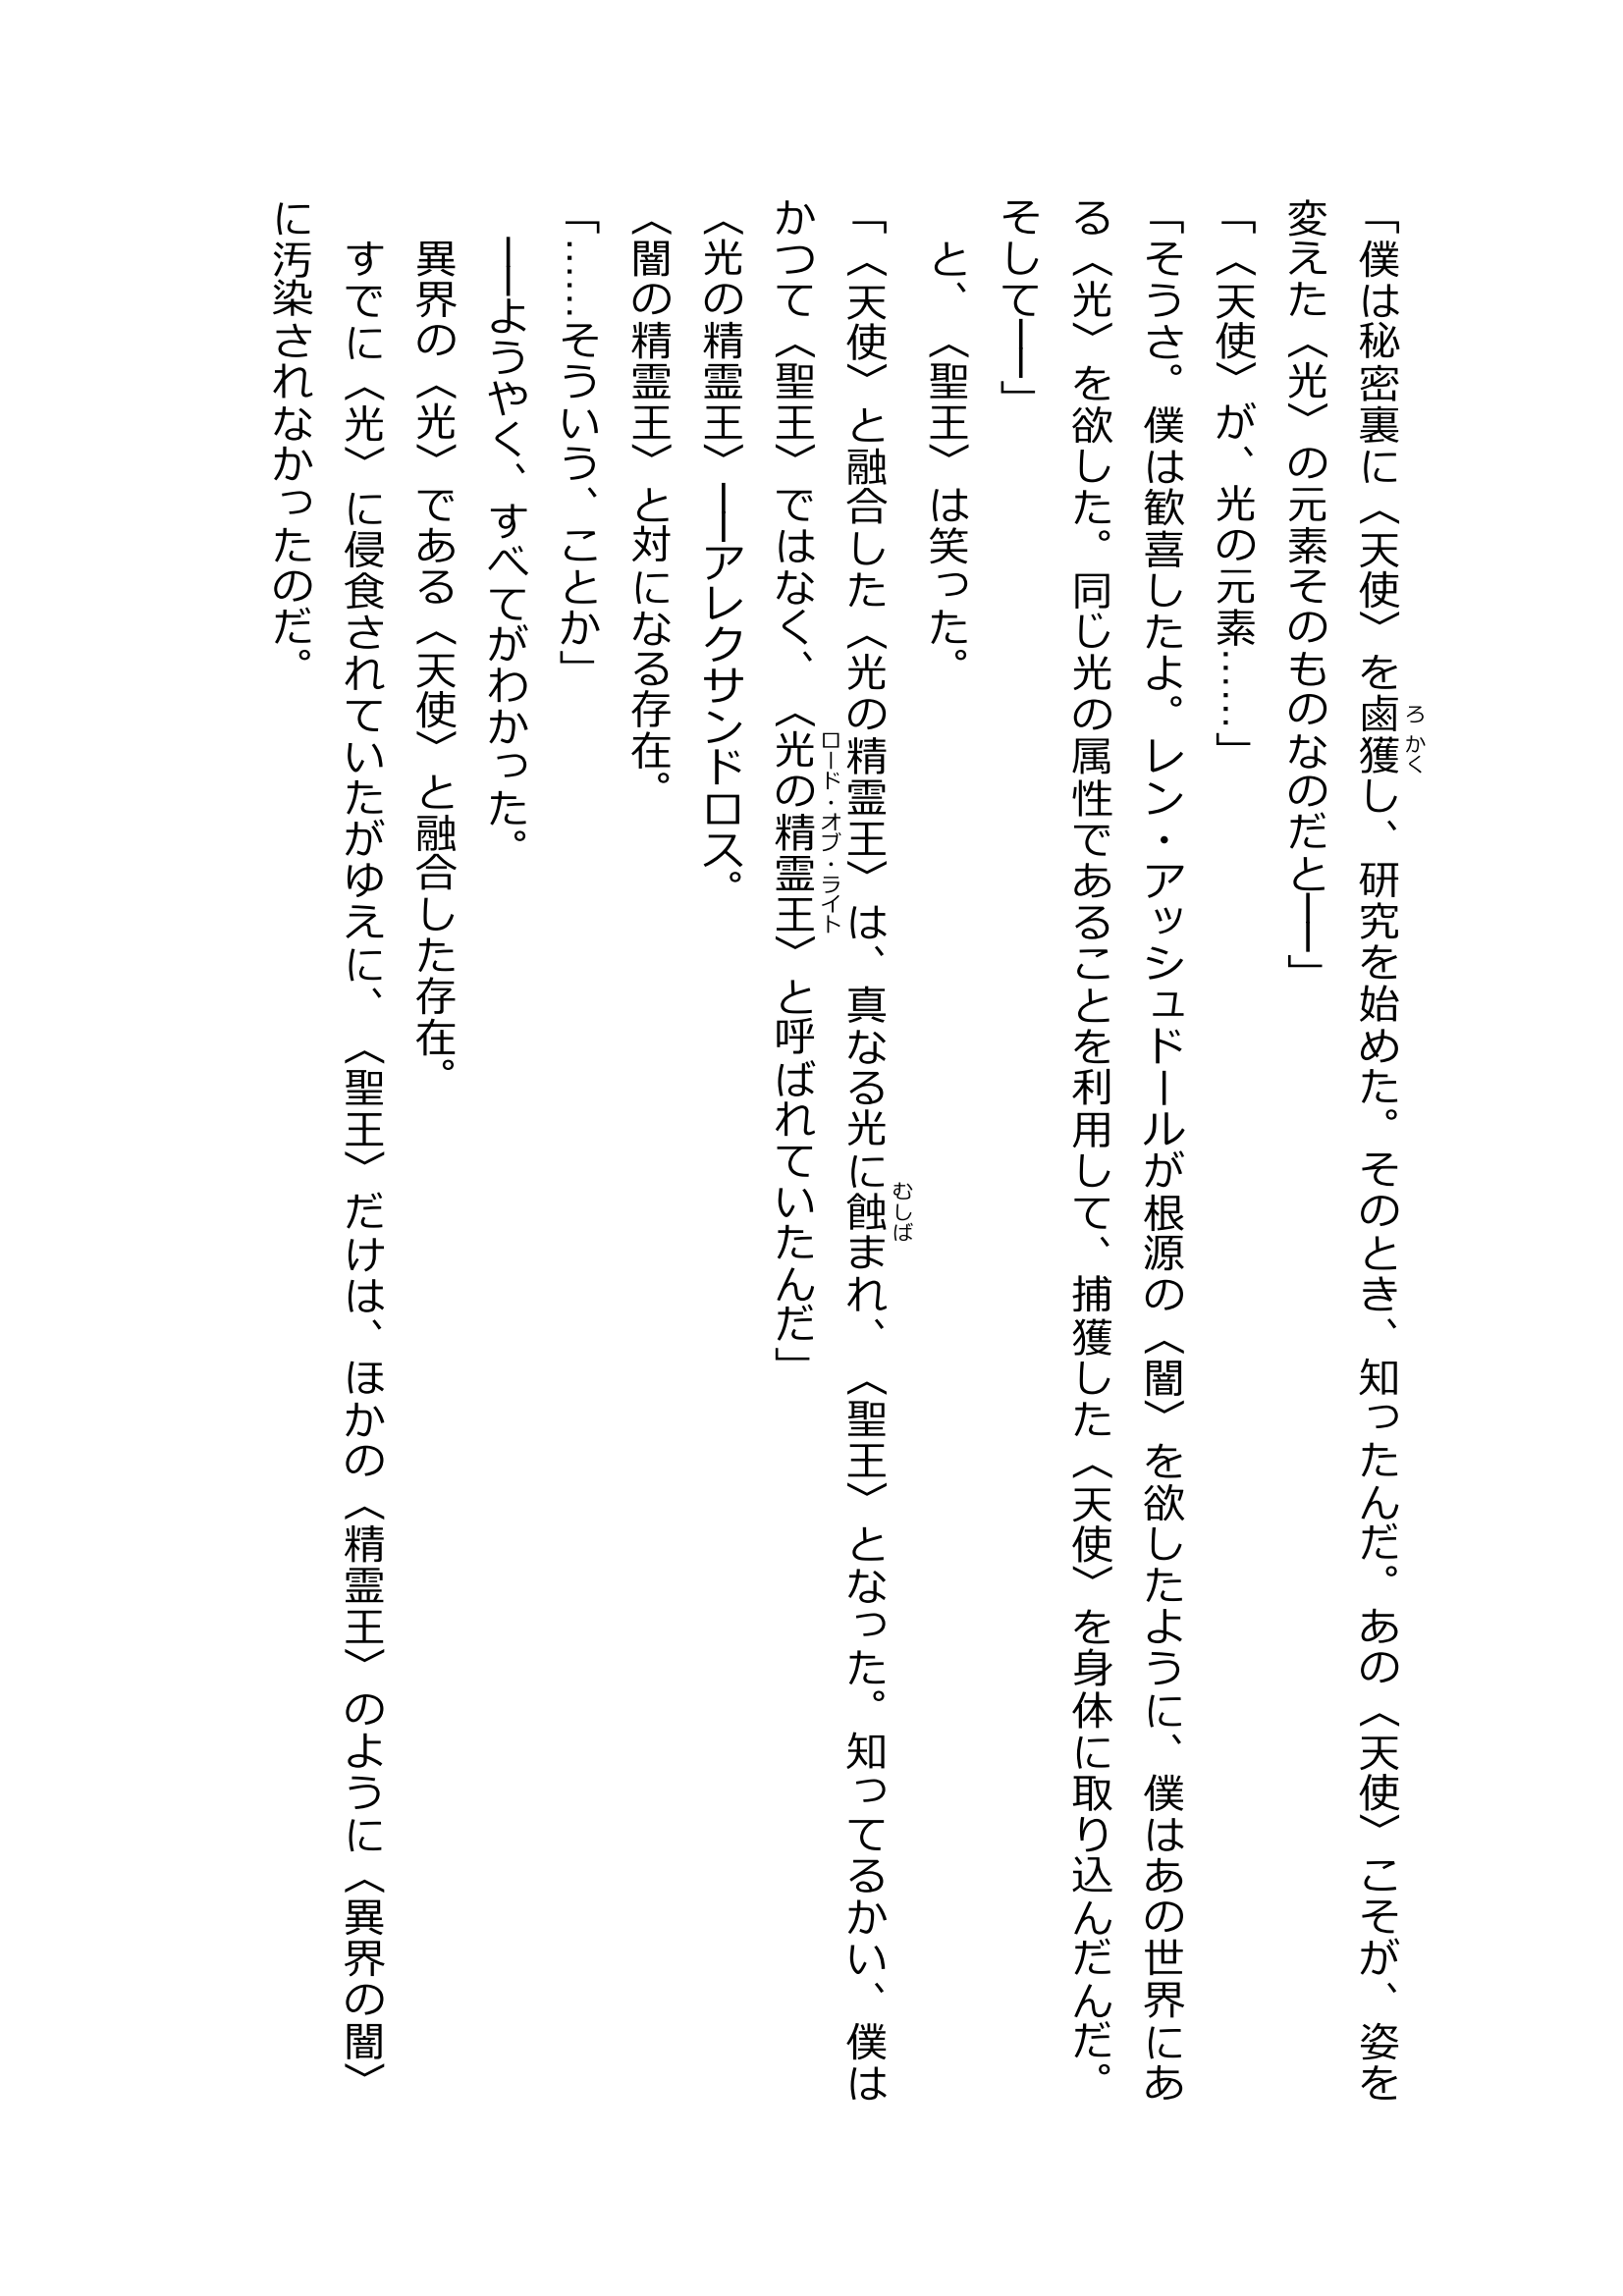 「僕は秘密裏に〈天使〉を鹵獲し、研究を始めた。そのとき、知ったんだ。あの〈天使〉こそが、姿を
変えた〈光〉の元素そのものなのだと――」
「〈天使〉が、光の元素……」
「そうさ。僕は歓喜したよ。レン・アッシュドールが根源の〈闇〉を欲したように、僕はあの世界にあ
る〈光〉を欲した。同じ光の属性であることを利用して、捕獲した〈天使〉を身体に取り込んだんだ。
そして――」
　と、〈聖王〉は笑った。
「〈天使〉と融合した〈光の精霊王〉は、真なる光に蝕まれ、〈聖王〉となった。知ってるかい、僕は
かつて〈聖王〉ではなく、〈光の精霊王〉と呼ばれていたんだ」
〈光の精霊王〉――アレクサンドロス。
〈闇の精霊王〉と対になる存在。
「……そういう、ことか」
　――ようやく、すべてがわかった。
　異界の〈光〉である〈天使〉と融合した存在。
　すでに〈光〉に侵食されていたがゆえに、〈聖王〉だけは、ほかの〈精霊王〉のように〈異界の闇〉
に汚染されなかったのだ。
ろかく
むしば
ロード・オブ・ライト